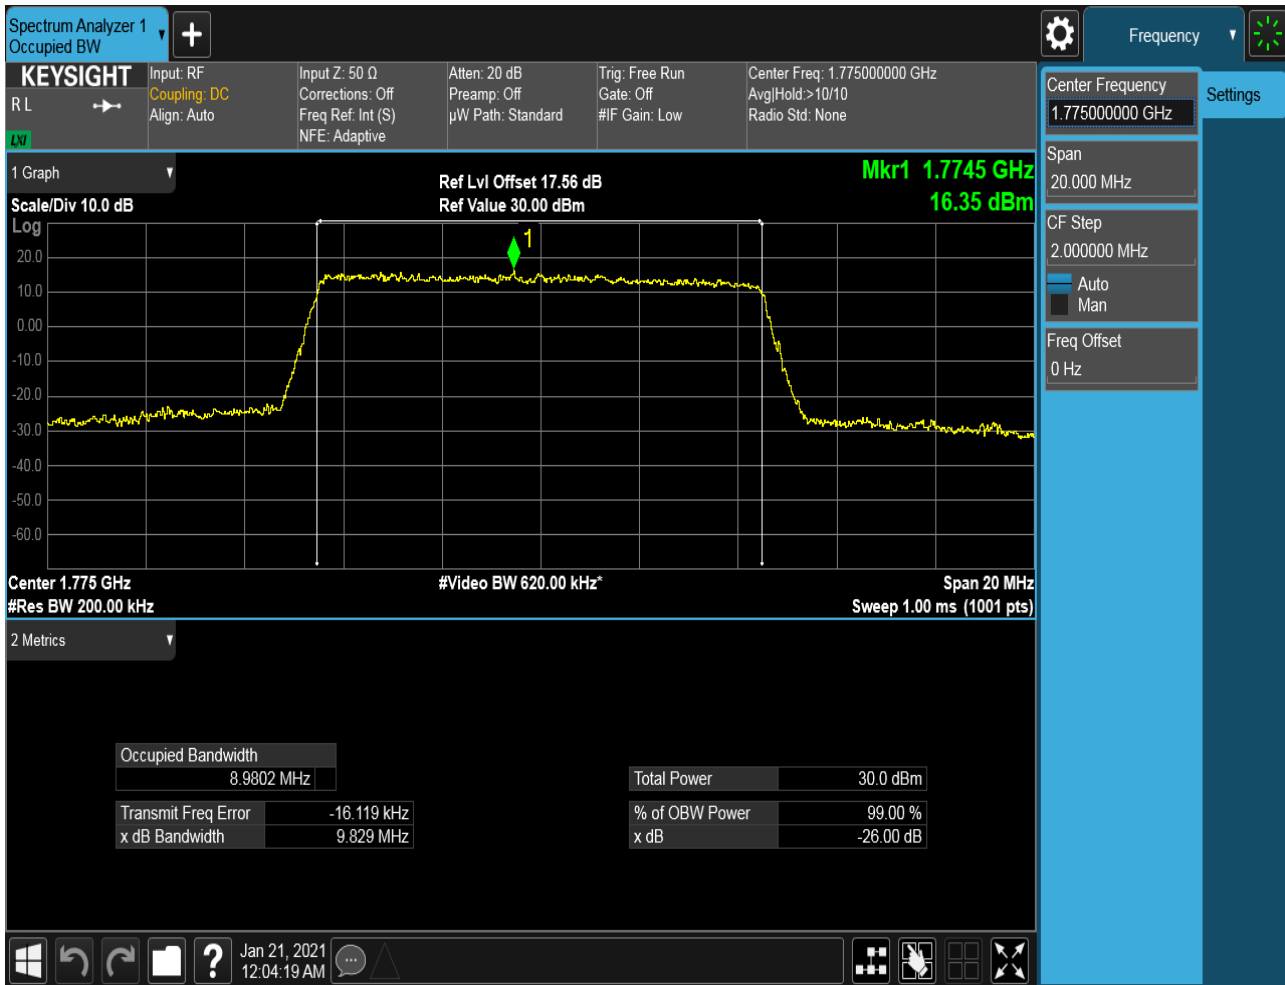 Spectrum Analyzer 1
Occupied BW
Frequency
KEYSIGHT
R L
LXI
Input: RF
Coupling: DC
Align: Auto
Input Z: 50 Ω
Corrections: Off
Freq Ref: Int (S)
NFE: Adaptive
Atten: 20 dB
Preamp: Off
µW Path: Standard
Trig: Free Run
Gate: Off
#IF Gain: Low
Center Freq: 1.775000000 GHz
Avg|Hold:>10/10
Radio Std: None
Center Frequency
1.775000000 GHz
Settings
Span
20.000 MHz
CF Step
2.000000 MHz
Auto
Man
Freq Offset
0 Hz
1 Graph
Scale/Div 10.0 dB
Ref Lvl Offset 17.56 dB
Ref Value 30.00 dBm
Mkr1 1.7745 GHz
16.35 dBm
Log
1
20.0
10.0
0.00
-10.0
-20.0
-30.0
-40.0
-50.0
-60.0
Center 1.775 GHz
#Video BW 620.00 kHz*
Span 20 MHz
#Res BW 200.00 kHz
Sweep 1.00 ms (1001 pts)
2 Metrics
Occupied Bandwidth
8.9802 MHz
Total Power 30.0 dBm
Transmit Freq Error -16.119 kHz
% of OBW Power 99.00 %
x dB Bandwidth 9.829 MHz
x dB -26.00 dB
?
Jan 21, 2021
12:04:19 AM